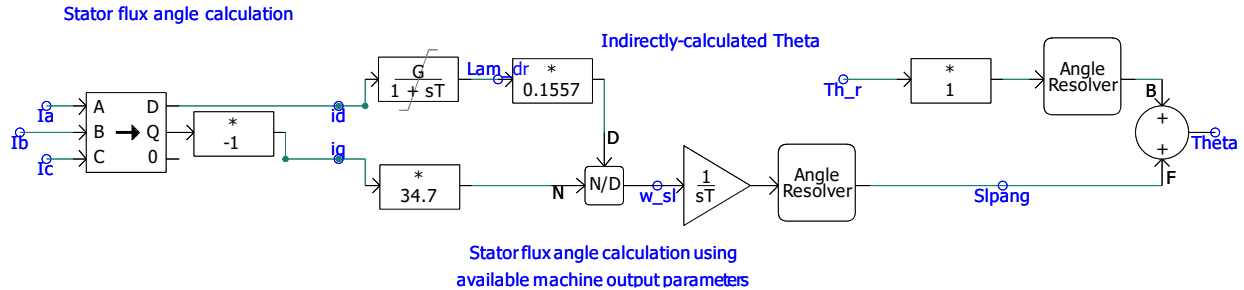 Stator flux angle calculation
Indirectly-calculated Theta
Ia
Ib
Ic
A
B
C
D
Q
0
*
-1
id
iq
G
1 + sT
Lam_dr
*
0.1557
*
34.7
D
N
N/D
w_sl
1
sT
Angle
Resolver
Slpang
Th_r
*
1
Angle
Resolver
B
+
+
F
Theta
Stator flux angle calculation using
available machine output parameters